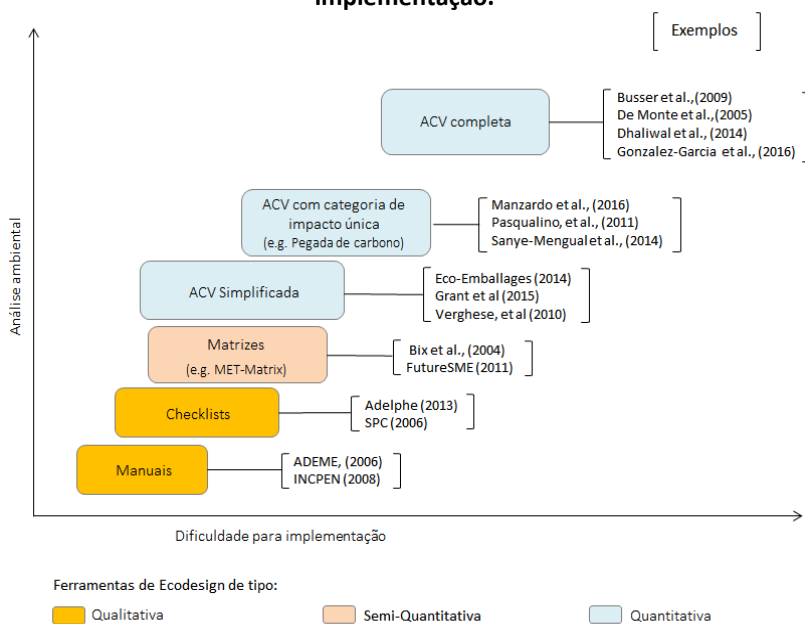 implementação.
Exemplos
ACV completa
Busser et al.,(2009)
De Monte et al.,(2005)
Dhaliwal et al.,(2014)
Gonzalez-Garcia et al.,(2016)
ACV com categoria de
impacto única
(e.g. Pegada de carbono)
Manzardo et al., (2016)
Pasqualino, et al., (2011)
Sanye-Mengual et al., (2014)
ACV Simplificada
Eco-Emballages (2014)
Grant et al (2015)
Verghese, et al (2010)
Matrizes
(e.g. MET-Matrix)
Bix et al., (2004)
FutureSME (2011)
Checklists
Adelphe (2013)
SPC (2006)
Manuais
ADEME, (2006)
INCPEN (2008)
Análise ambiental
Dificuldade para implementação
Ferramentas de Ecodesign de tipo:
Qualitativa
Semi-Quantitativa
Quantitativa